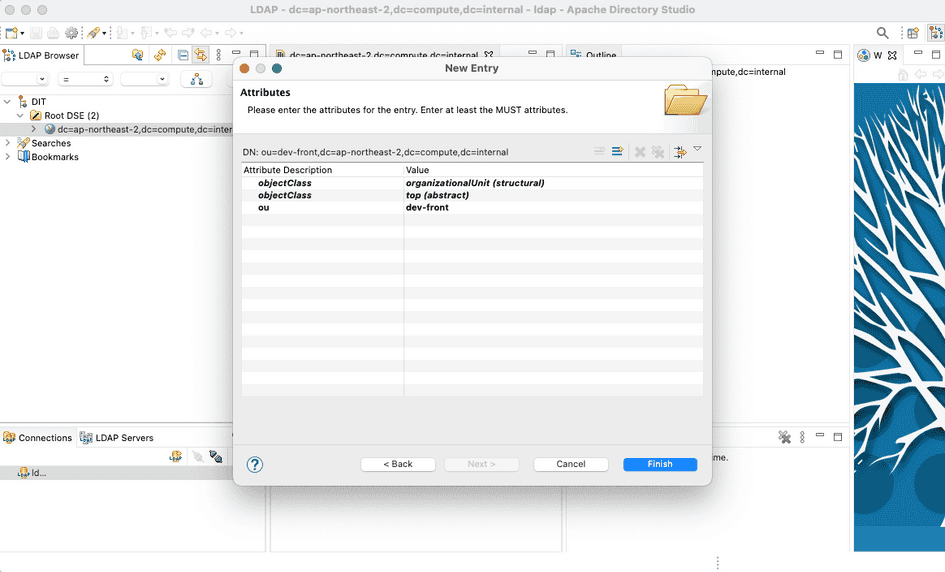 LDAP - dc=ap-northeast-2,dc=compute,dc=internal - ldap - Apache Directory Studio
LDAP Browser
dc=ap-northeast-2,dc=compute,dc=internal
Outline
W
=
DIT
Root DSE (2)
dc=ap-northeast-2,dc=compute,dc=inter
Searches
Bookmarks
mpute,dc=internal
New Entry
Attributes
Please enter the attributes for the entry. Enter at least the MUST attributes.
DN: ou=dev-front,dc=ap-northeast-2,dc=compute,dc=internal
Attribute Description Value
objectClass organizationalUnit (structural)
objectClass top (abstract)
ou dev-front
Connections
LDAP Servers
ld...
me.
? < Back Next > Cancel Finish